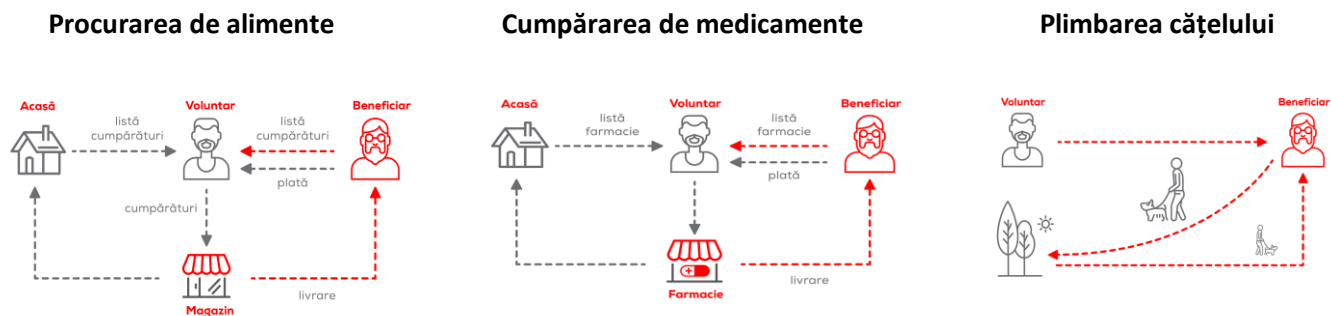 Procurarea de alimente
Acasă
Voluntar
Beneficiar
listă
cumpărături
listă
cumpărături
plată
cumpărături
livrare
Magazin
Cumpărarea de medicamente
Acasă
Voluntar
Beneficiar
listă
farmacie
listă
farmacie
plată
livrare
Farmacie
Plimbarea cățelului
Voluntar
Beneficiar